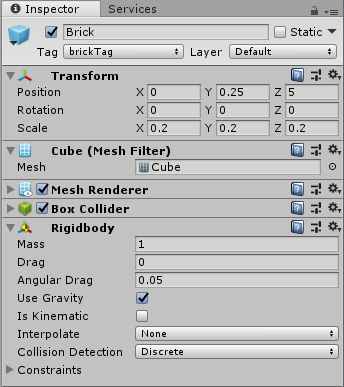 Inspector Services
Brick Static
Tag brickTag Layer Default
Transform
Position X 0 Y 0.25 Z 5
Rotation X 0 Y 0 Z 0
Scale X 0.2 Y 0.2 Z 0.2
Cube (Mesh Filter)
Mesh Cube
Mesh Renderer
Box Collider
Rigidbody
Mass 1
Drag 0
Angular Drag 0.05
Use Gravity
Is Kinematic
Interpolate None
Collision Detection Discrete
Constraints